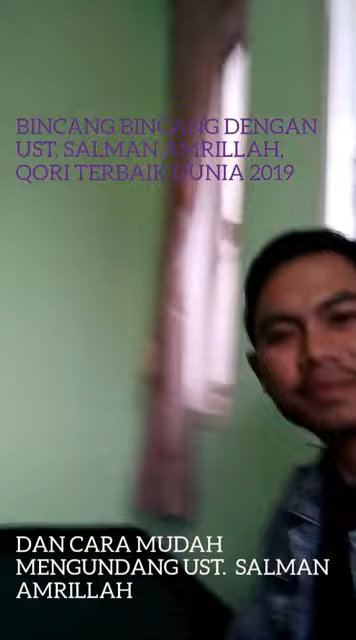 BINCANG BINCANG DENGAN
UST. SALMAN AMRILLAH,
QORI TERBAIK DUNIA 2019
DAN CARA MUDAH
MENGUNDANG UST. SALMAN
AMRILLAH